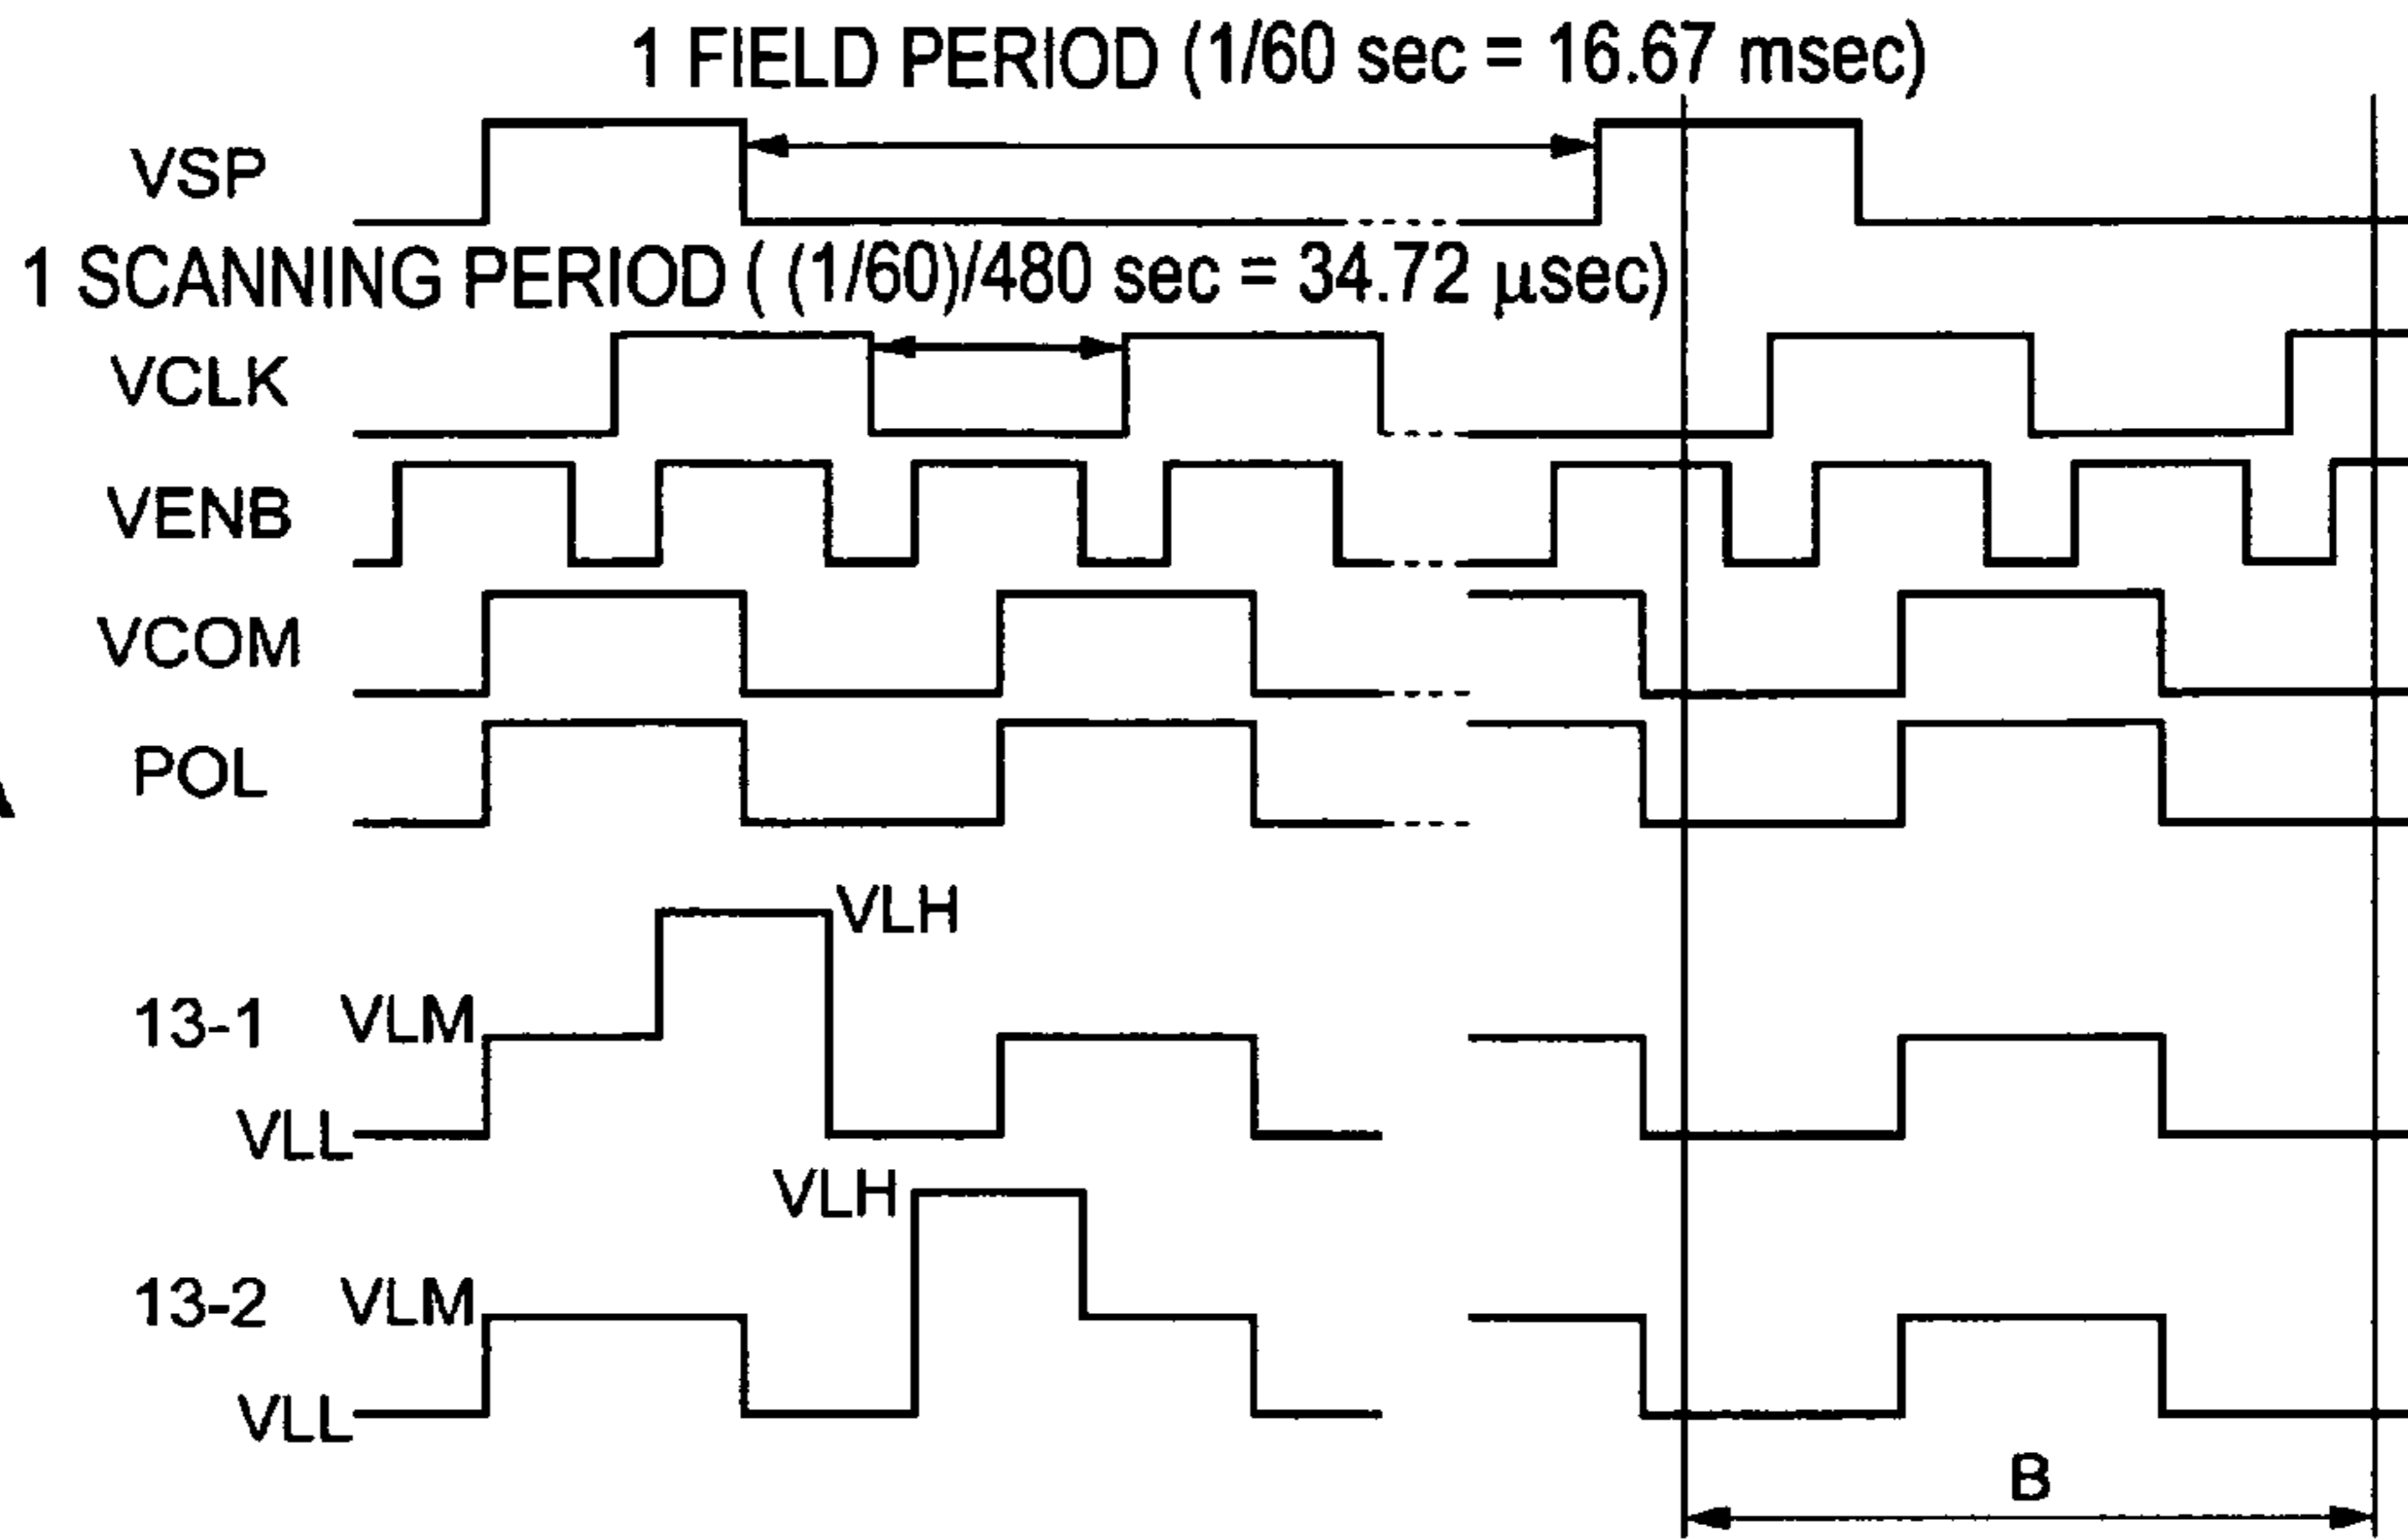 1 FIELD PERIOD (1/60 sec = 16.67 msec)
VSP
1 SCANNING PERIOD ( (1/60)/480 sec = 34.72 μsec)
VCLK
VENB
VCOM
POL
VLH
13-1 VLM
VLL
VLH
13-2 VLM
VLL
B